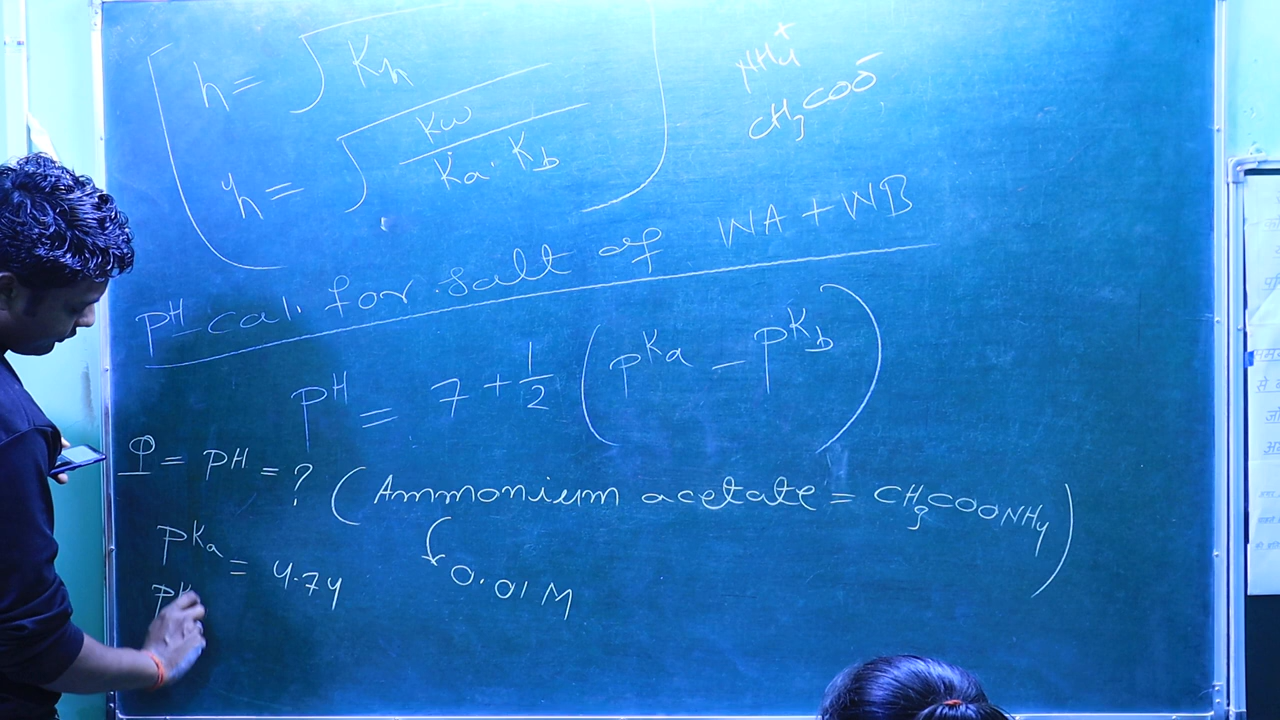 h = √Kh
h = √Kw/Ka.Kb
NH4+
CH3COO-
pH cal. for salt of WA + WB
pH = 7 + 1/2 (pKa - pKb)
Q = pH = ? (Ammonium acetate = CH3COONH4)
0.01 M
pKa = 4.74
pK